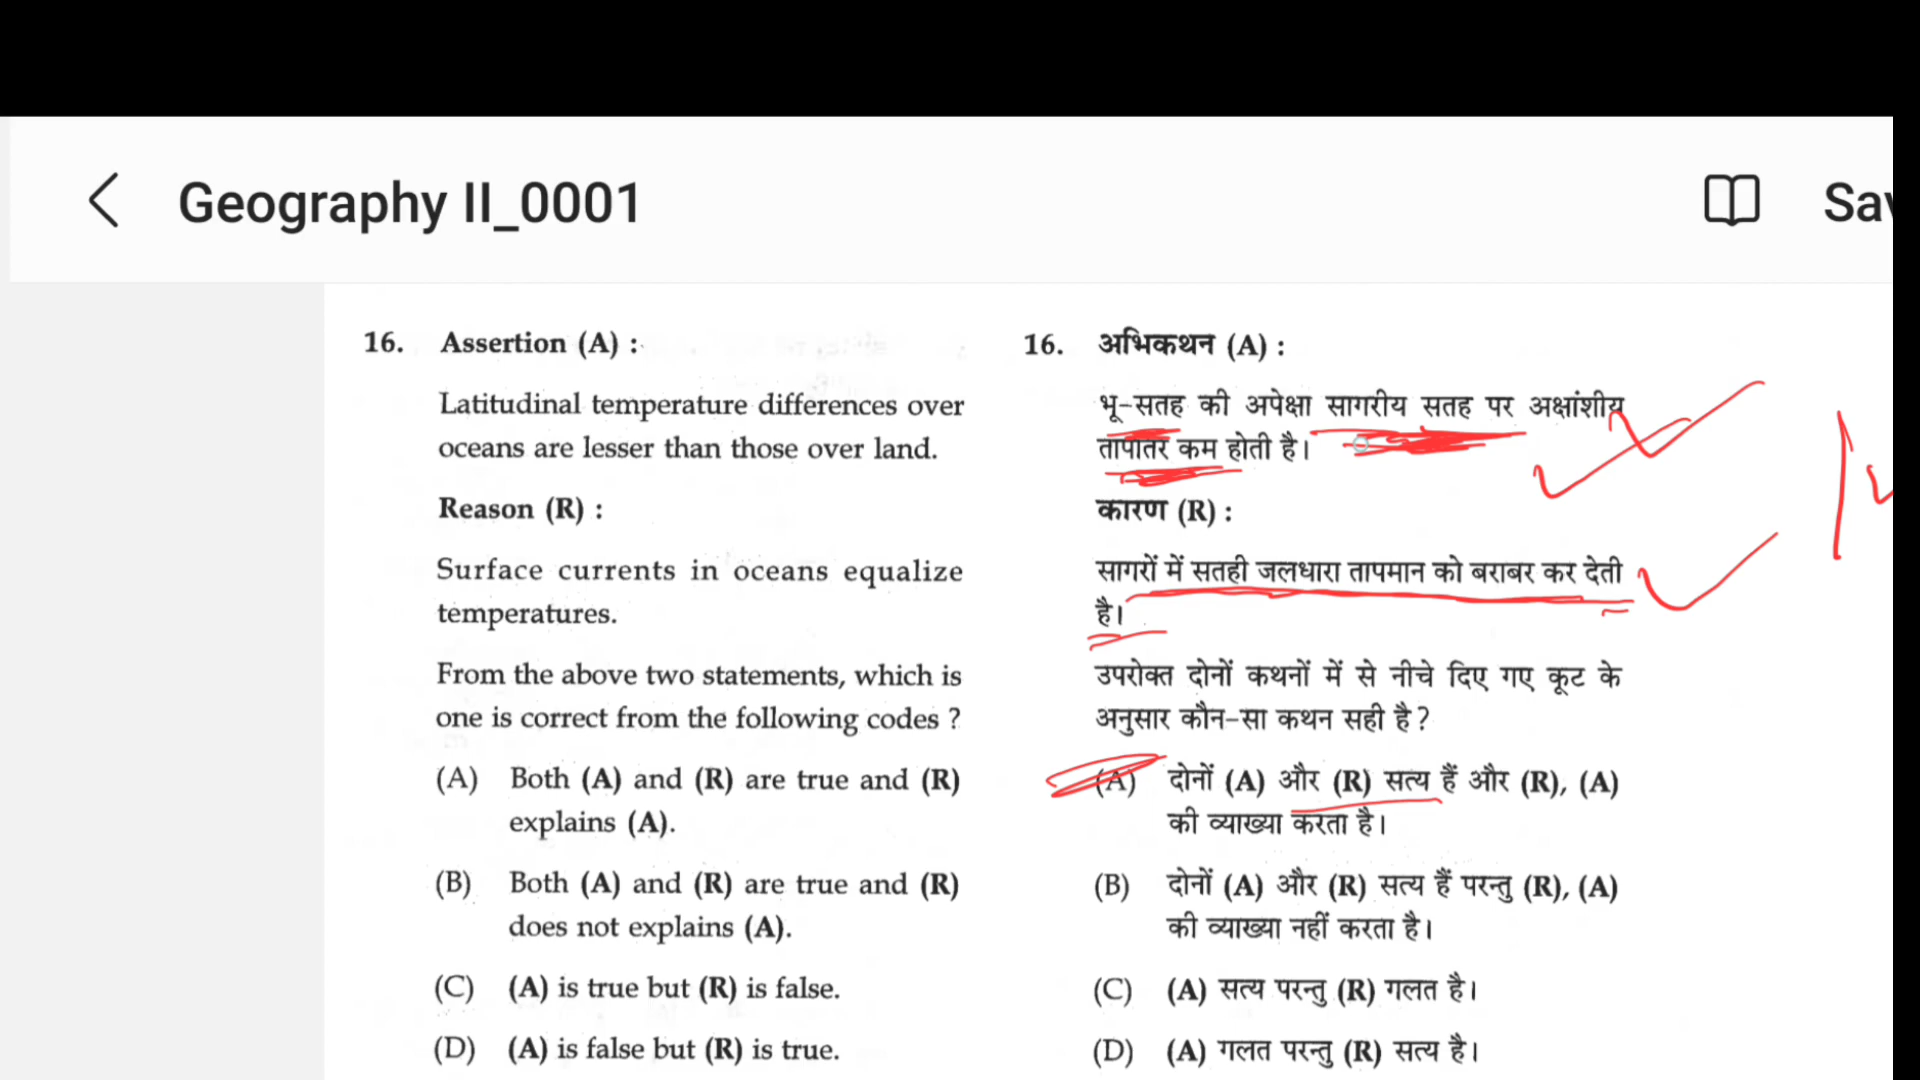 Geography II_0001
16. Assertion (A) :
Latitudinal temperature differences over
oceans are lesser than those over land.
Reason (R) :
Surface currents in oceans equalize
temperatures.
From the above two statements, which is
one is correct from the following codes ?
(A) Both (A) and (R) are true and (R)
explains (A).
(B) Both (A) and (R) are true and (R)
does not explains (A).
(C) (A) is true but (R) is false.
(D) (A) is false but (R) is true.
16. अभिकथन (A) :
भू-सतह की अपेक्षा सागरीय सतह पर अक्षांशीय
तापांतर कम होती है।
कारण (R) :
सागरों में सतही जलधारा तापमान को बराबर कर देती
है।
उपरोक्त दोनों कथनों में से नीचे दिए गए कूट के
अनुसार कौन-सा कथन सही है ?
(A) दोनों (A) और (R) सत्य हैं और (R), (A)
की व्याख्या करता है।
(B) दोनों (A) और (R) सत्य हैं परन्तु (R), (A)
की व्याख्या नहीं करता है।
(C) (A) सत्य परन्तु (R) गलत है।
(D) (A) गलत परन्तु (R) सत्य है।